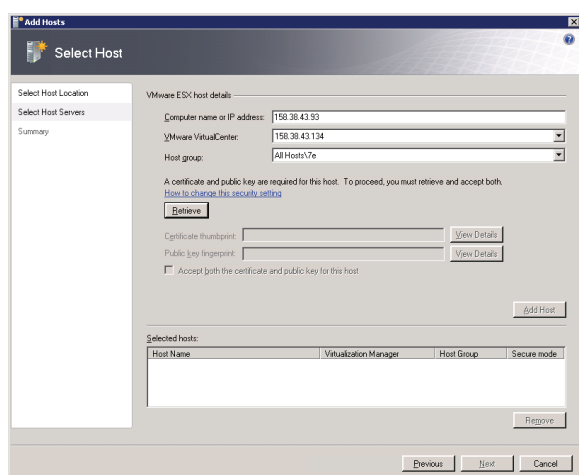 Add Hosts
Select Host
Select Host Location
Select Host Servers
Summary
VMware ESX host details
Computer name or IP address: 158.38.43.93
VMware VirtualCenter: 158.38.43.134
Host group: All Hosts\7e
A certificate and public key are required for this host. To proceed, you must retrieve and accept both.
How to change this security setting
Retrieve
Certificate thumbprint: View Details
Public key fingerprint: View Details
Accept both the certificate and public key for this host
Add Host
Selected hosts:
Host Name Virtualization Manager Host Group Secure mode
Remove
Previous Next Cancel